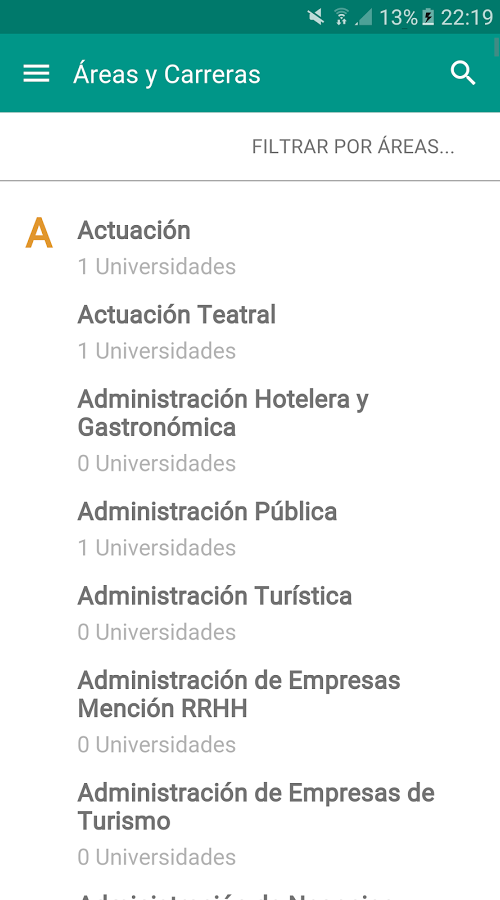 13% 22:19
Áreas y Carreras
FILTRAR POR ÁREAS...
A
Actuación
1 Universidades
Actuación Teatral
1 Universidades
Administración Hotelera y
Gastronómica
0 Universidades
Administración Pública
1 Universidades
Administración Turística
0 Universidades
Administración de Empresas
Mención RRHH
0 Universidades
Administración de Empresas de
Turismo
0 Universidades